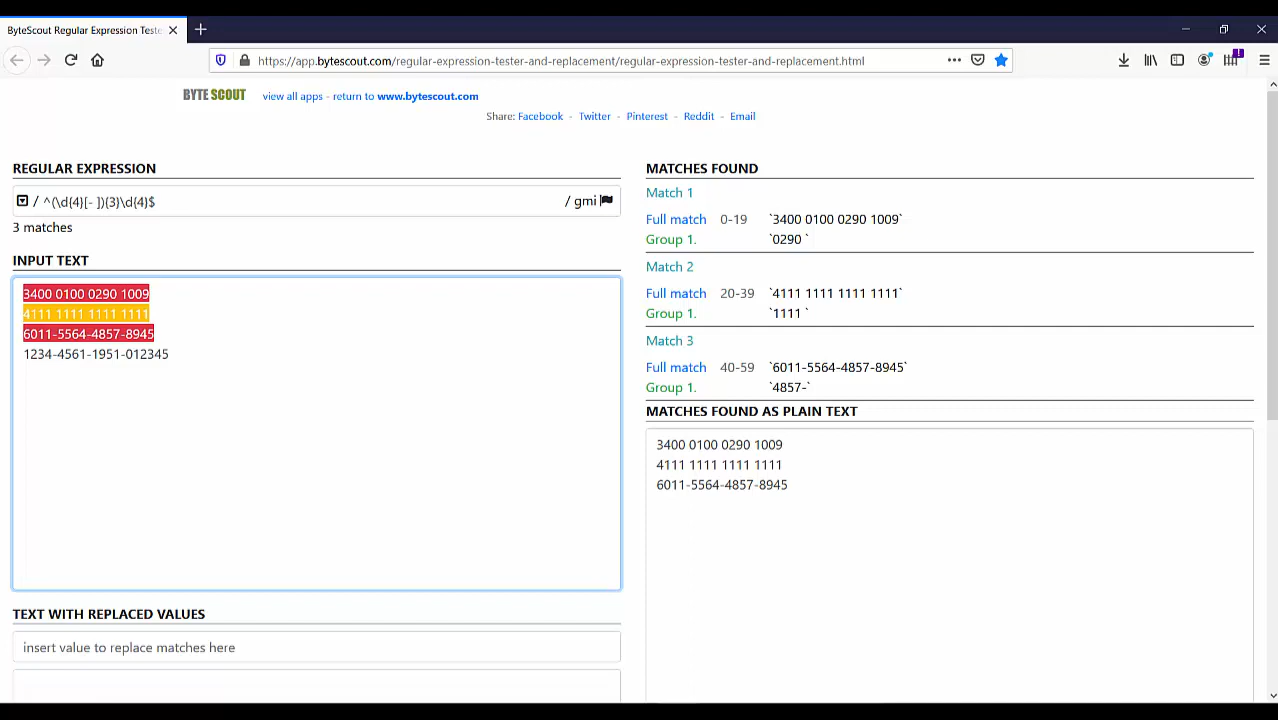 ByteScout Regular Expression Teste
https://app.bytescout.com/regular-expression-tester-and-replacement/regular-expression-tester-and-replacement.html
BYTE SCOUT view all apps - return to www.bytescout.com
Share: Facebook - Twitter - Pinterest - Reddit - Email
REGULAR EXPRESSION
/ ^(\d{4}[- ]){3}\d{4}$ / gmi
3 matches
INPUT TEXT
3400 0100 0290 1009
4111 1111 1111 1111
6011-5564-4857-8945
1234-4561-1951-012345
TEXT WITH REPLACED VALUES
insert value to replace matches here
MATCHES FOUND
Match 1
Full match 0-19 `3400 0100 0290 1009`
Group 1. `0290 `
Match 2
Full match 20-39 `4111 1111 1111 1111`
Group 1. `1111 `
Match 3
Full match 40-59 `6011-5564-4857-8945`
Group 1. `4857-`
MATCHES FOUND AS PLAIN TEXT
3400 0100 0290 1009
4111 1111 1111 1111
6011-5564-4857-8945